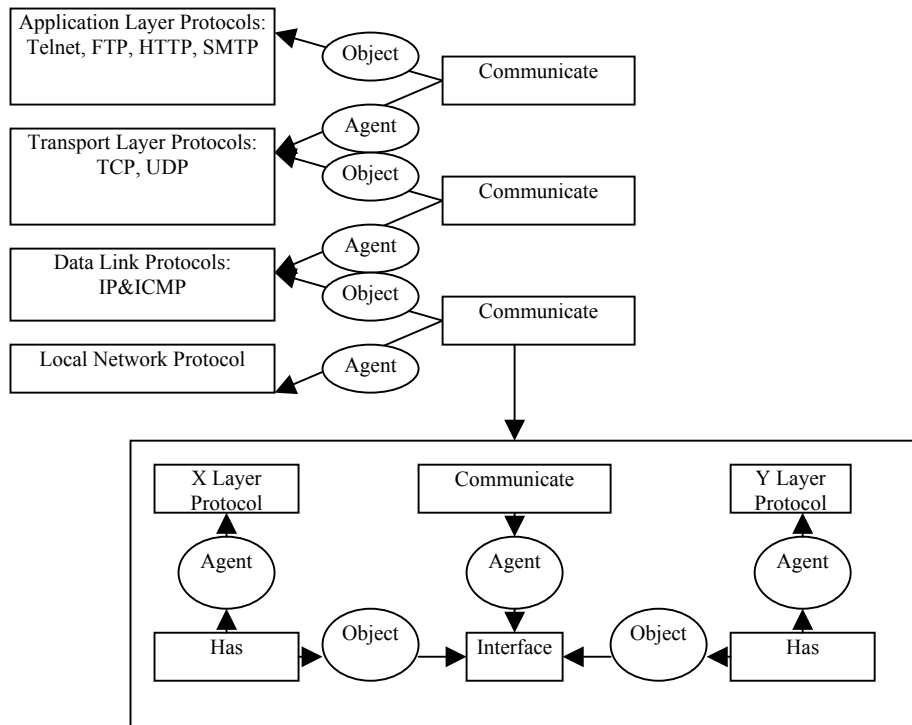 Application Layer Protocols:
Telnet, FTP, HTTP, SMTP
Object
Communicate
Agent
Transport Layer Protocols:
TCP, UDP
Object
Communicate
Agent
Data Link Protocols:
IP&ICMP
Object
Communicate
Local Network Protocol
Agent
X Layer
Protocol
Communicate
Y Layer
Protocol
Agent
Agent
Agent
Has
Object
Interface
Object
Has